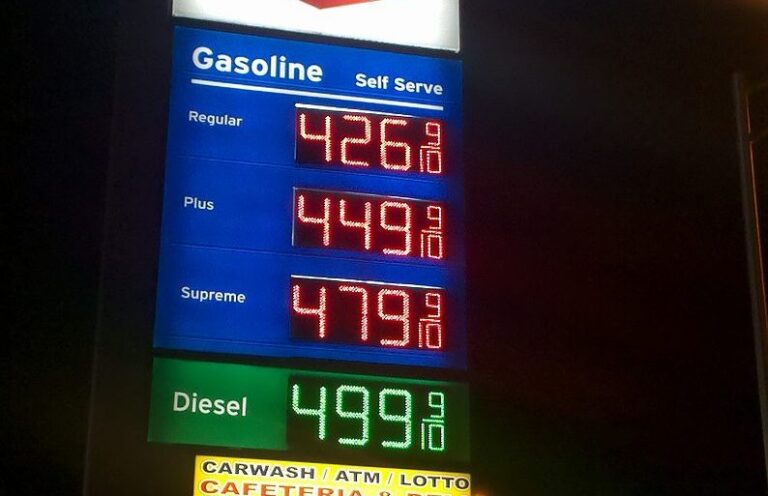 Gasoline Self Serve
Regular 426 9/10
Plus 449 9/10
Supreme 479 9/10
Diesel 499 9/10
CARWASH / ATM / LOTTO
CAFETERIA &